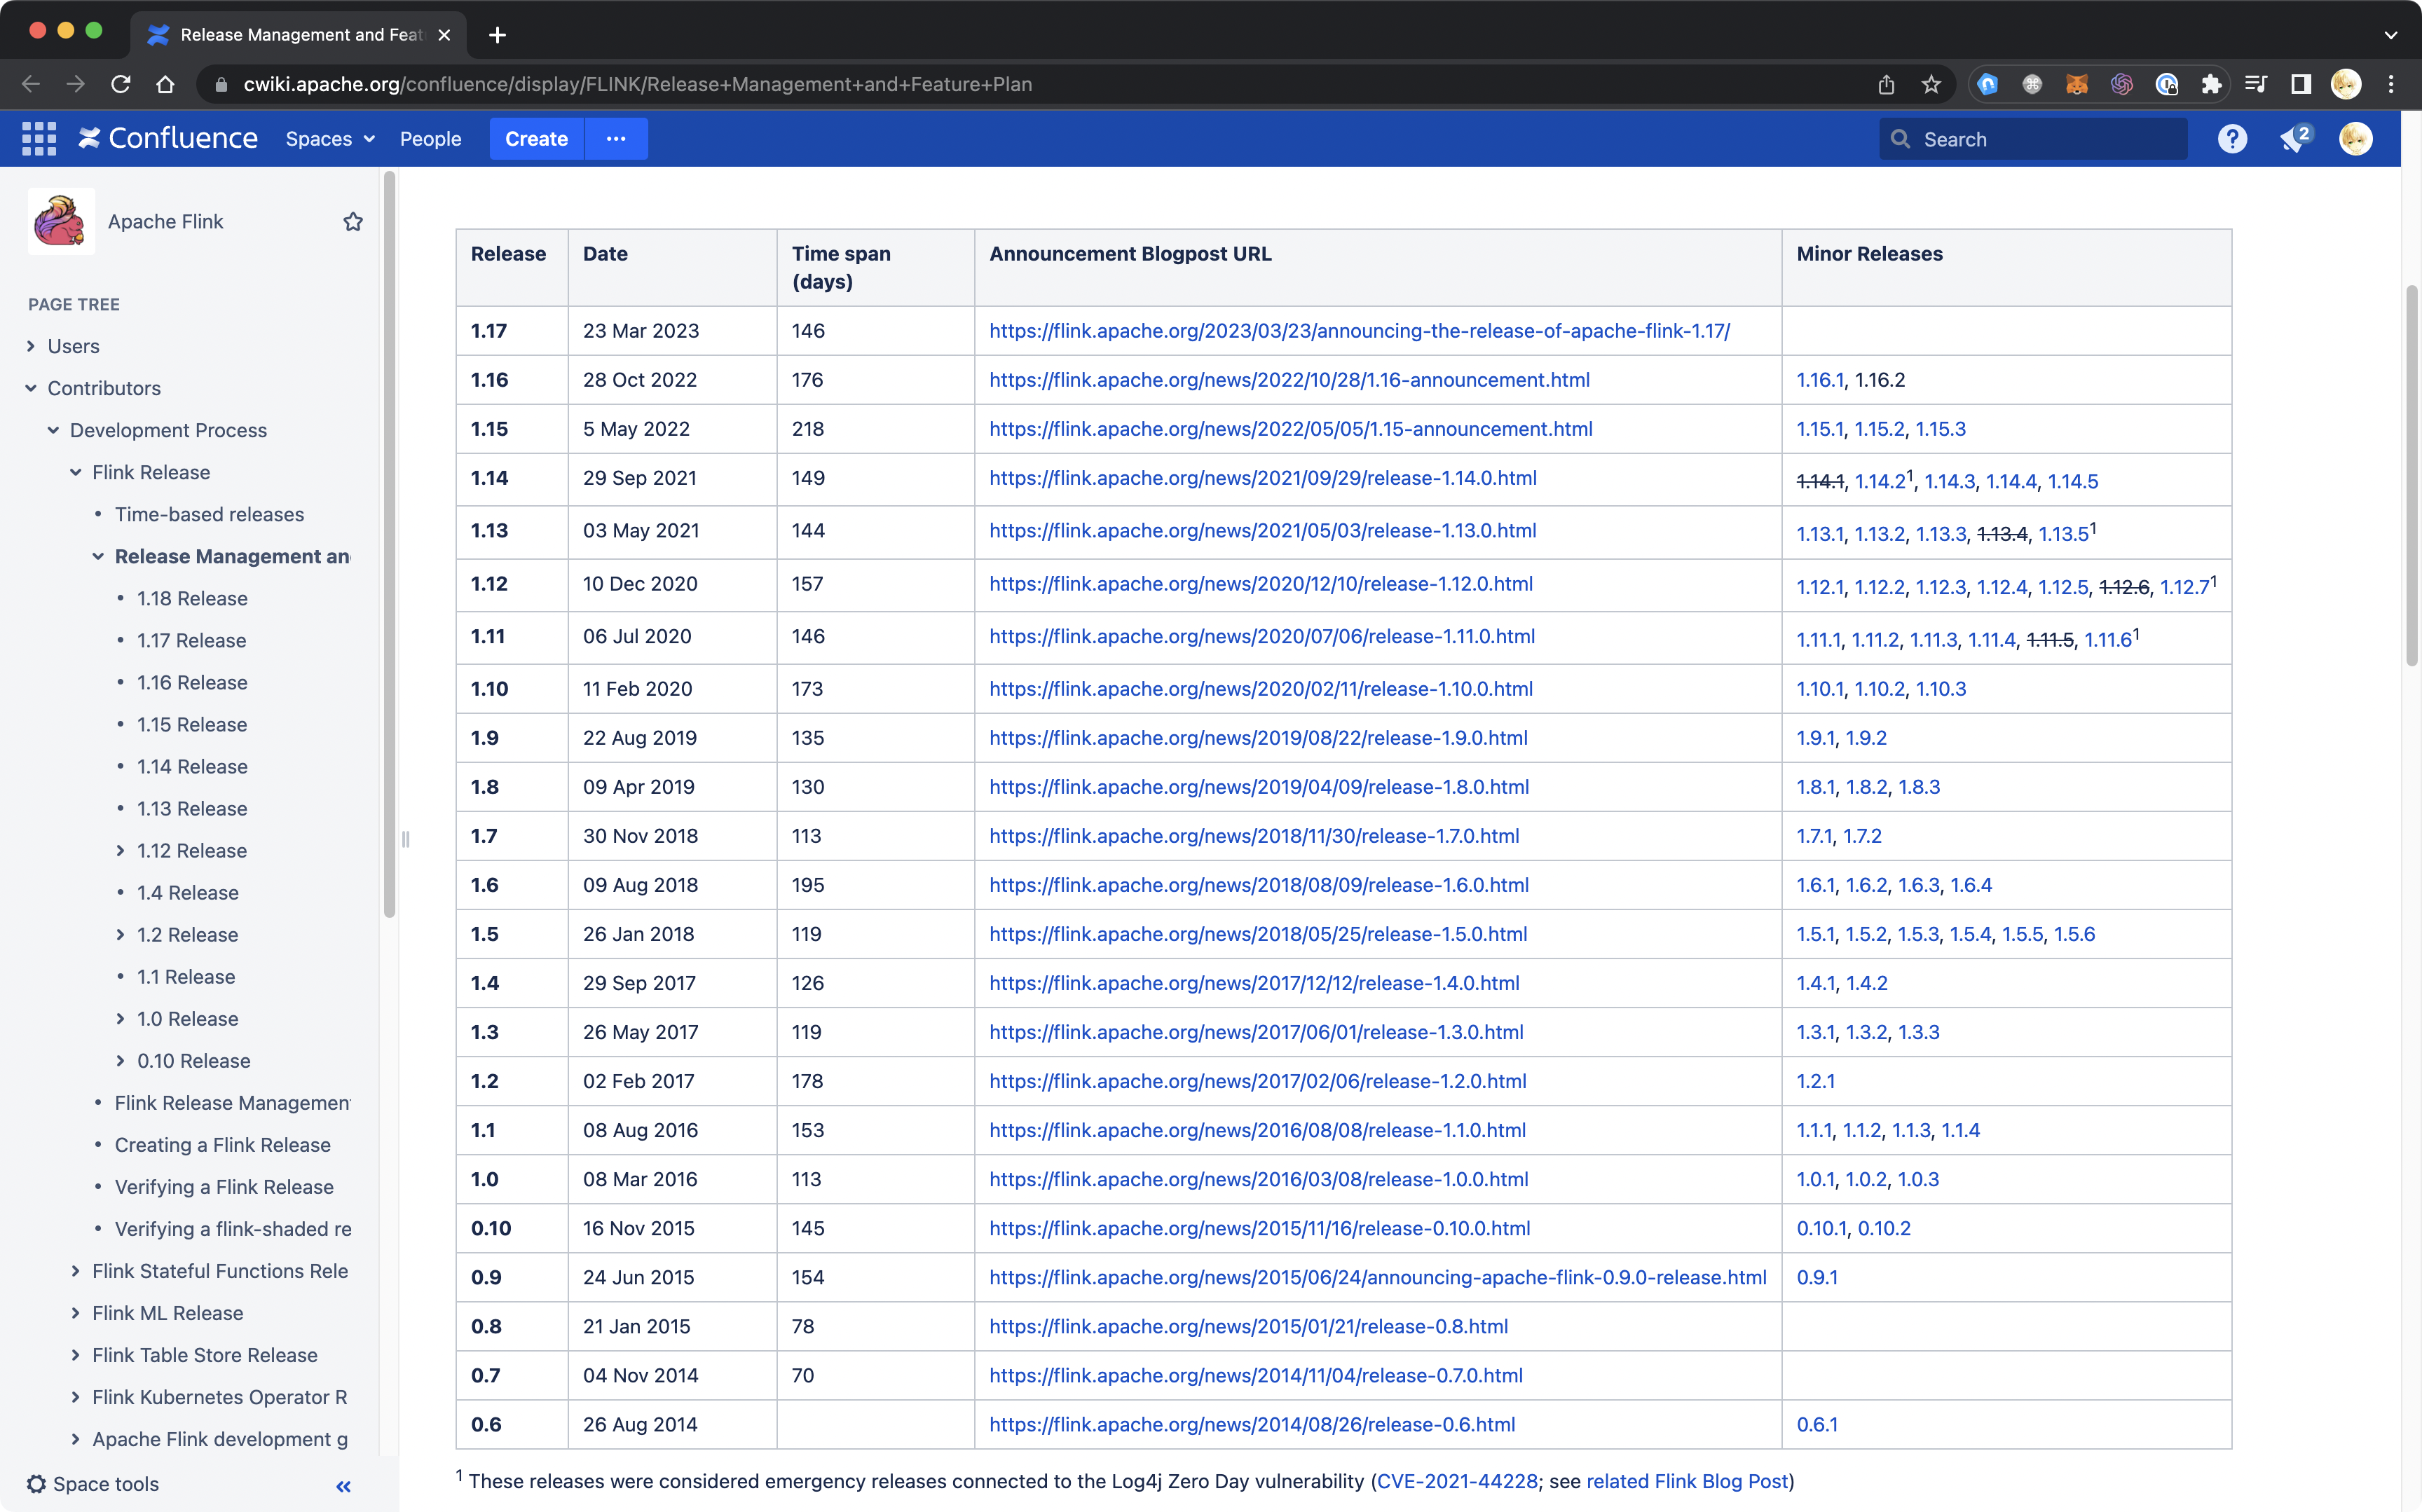 Release Management and Feat
cwiki.apache.org/confluence/display/FLINK/Release+Management+and+Feature+Plan
Confluence Spaces People Create ··· Search ? 2
Apache Flink
PAGE TREE
Users
Contributors
Development Process
Flink Release
• Time-based releases
Release Management an
• 1.18 Release
• 1.17 Release
• 1.16 Release
• 1.15 Release
• 1.14 Release
• 1.13 Release
1.12 Release
• 1.4 Release
1.2 Release
• 1.1 Release
1.0 Release
0.10 Release
• Flink Release Management
• Creating a Flink Release
• Verifying a Flink Release
• Verifying a flink-shaded re
Flink Stateful Functions Rele
Flink ML Release
Flink Table Store Release
Flink Kubernetes Operator R
Apache Flink development g
Space tools
Release Date Time span (days) Announcement Blogpost URL Minor Releases
1.17 23 Mar 2023 146 https://flink.apache.org/2023/03/23/announcing-the-release-of-apache-flink-1.17/
1.16 28 Oct 2022 176 https://flink.apache.org/news/2022/10/28/1.16-announcement.html 1.16.1, 1.16.2
1.15 5 May 2022 218 https://flink.apache.org/news/2022/05/05/1.15-announcement.html 1.15.1, 1.15.2, 1.15.3
1.14 29 Sep 2021 149 https://flink.apache.org/news/2021/09/29/release-1.14.0.html 1.14.1, 1.14.2¹, 1.14.3, 1.14.4, 1.14.5
1.13 03 May 2021 144 https://flink.apache.org/news/2021/05/03/release-1.13.0.html 1.13.1, 1.13.2, 1.13.3, 1.13.4, 1.13.5¹
1.12 10 Dec 2020 157 https://flink.apache.org/news/2020/12/10/release-1.12.0.html 1.12.1, 1.12.2, 1.12.3, 1.12.4, 1.12.5, 1.12.6, 1.12.7¹
1.11 06 Jul 2020 146 https://flink.apache.org/news/2020/07/06/release-1.11.0.html 1.11.1, 1.11.2, 1.11.3, 1.11.4, 1.11.5, 1.11.6¹
1.10 11 Feb 2020 173 https://flink.apache.org/news/2020/02/11/release-1.10.0.html 1.10.1, 1.10.2, 1.10.3
1.9 22 Aug 2019 135 https://flink.apache.org/news/2019/08/22/release-1.9.0.html 1.9.1, 1.9.2
1.8 09 Apr 2019 130 https://flink.apache.org/news/2019/04/09/release-1.8.0.html 1.8.1, 1.8.2, 1.8.3
1.7 30 Nov 2018 113 https://flink.apache.org/news/2018/11/30/release-1.7.0.html 1.7.1, 1.7.2
1.6 09 Aug 2018 195 https://flink.apache.org/news/2018/08/09/release-1.6.0.html 1.6.1, 1.6.2, 1.6.3, 1.6.4
1.5 26 Jan 2018 119 https://flink.apache.org/news/2018/05/25/release-1.5.0.html 1.5.1, 1.5.2, 1.5.3, 1.5.4, 1.5.5, 1.5.6
1.4 29 Sep 2017 126 https://flink.apache.org/news/2017/12/12/release-1.4.0.html 1.4.1, 1.4.2
1.3 26 May 2017 119 https://flink.apache.org/news/2017/06/01/release-1.3.0.html 1.3.1, 1.3.2, 1.3.3
1.2 02 Feb 2017 178 https://flink.apache.org/news/2017/02/06/release-1.2.0.html 1.2.1
1.1 08 Aug 2016 153 https://flink.apache.org/news/2016/08/08/release-1.1.0.html 1.1.1, 1.1.2, 1.1.3, 1.1.4
1.0 08 Mar 2016 113 https://flink.apache.org/news/2016/03/08/release-1.0.0.html 1.0.1, 1.0.2, 1.0.3
0.10 16 Nov 2015 145 https://flink.apache.org/news/2015/11/16/release-0.10.0.html 0.10.1, 0.10.2
0.9 24 Jun 2015 154 https://flink.apache.org/news/2015/06/24/announcing-apache-flink-0.9.0-release.html 0.9.1
0.8 21 Jan 2015 78 https://flink.apache.org/news/2015/01/21/release-0.8.html
0.7 04 Nov 2014 70 https://flink.apache.org/news/2014/11/04/release-0.7.0.html
0.6 26 Aug 2014 https://flink.apache.org/news/2014/08/26/release-0.6.html 0.6.1
¹ These releases were considered emergency releases connected to the Log4j Zero Day vulnerability (CVE-2021-44228; see related Flink Blog Post)